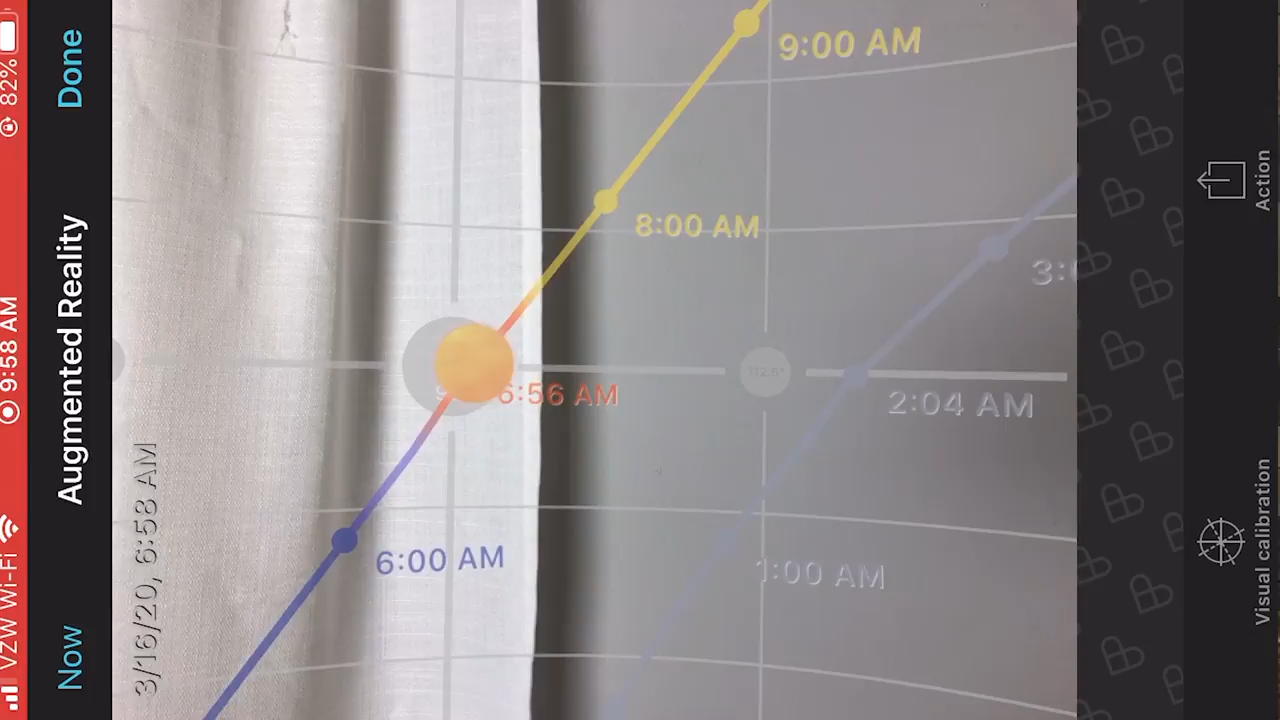 VZW Wi-Fi
9:58 AM
82%
Now
Augmented Reality
Done
3/16/20, 6:58 AM
9:00 AM
8:00 AM
6:56 AM
6:00 AM
112.5°
2:04 AM
1:00 AM
Visual calibration
Action